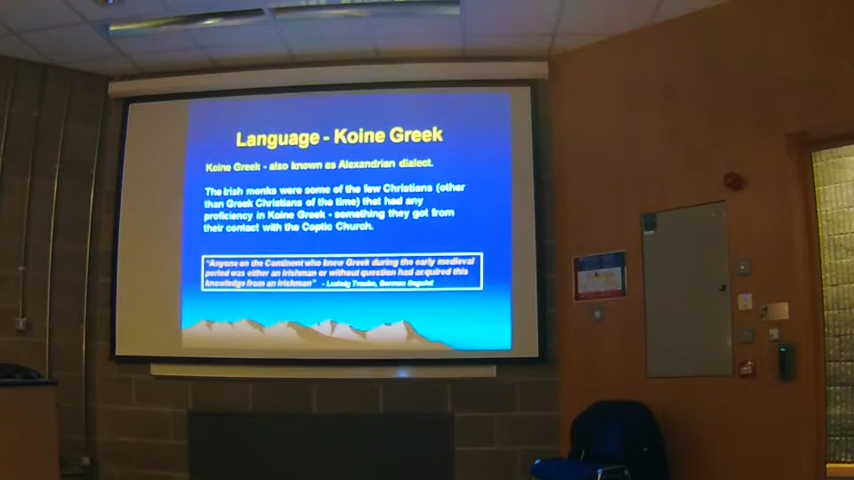 Language - Koine Greek
Koine Greek - also known as Alexandrian dialect.
The Irish monks were some of the few Christians (other
than Greek Christians of the time) that had any
proficiency in Koine Greek - something they got from
their contact with the Coptic Church.
"Anyone on the Continent who knew Greek during the early medieval
period was either an Irishman or without question had acquired this
knowledge from an Irishman" - Ludwig Traube, German linguist